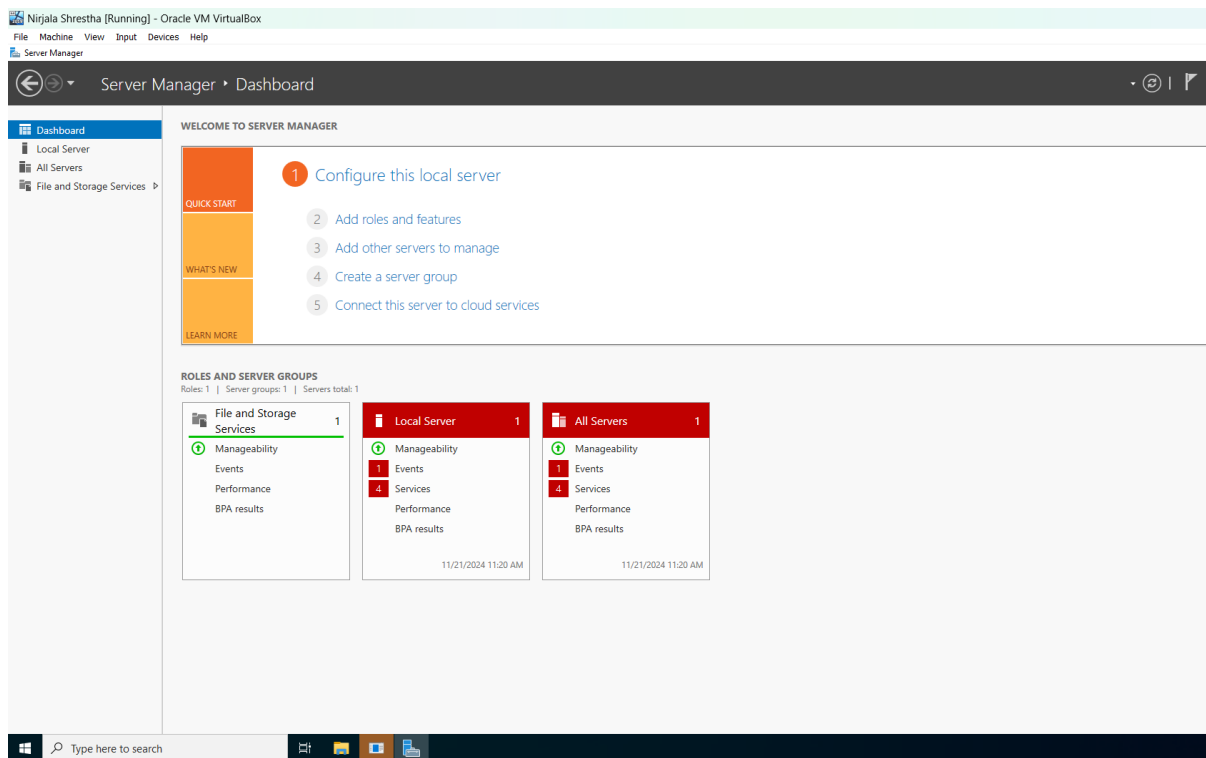 Nirjala Shrestha [Running] - Oracle VM VirtualBox
File Machine View Input Devices Help
Server Manager
Server Manager • Dashboard
Dashboard
Local Server
All Servers
File and Storage Services
WELCOME TO SERVER MANAGER
QUICK START
WHAT'S NEW
LEARN MORE
1 Configure this local server
2 Add roles and features
3 Add other servers to manage
4 Create a server group
5 Connect this server to cloud services
ROLES AND SERVER GROUPS
Roles: 1 | Server groups: 1 | Servers total: 1
File and Storage Services 1
Manageability
Events
Performance
BPA results
Local Server 1
Manageability
1 Events
4 Services
Performance
BPA results
11/21/2024 11:20 AM
All Servers 1
Manageability
1 Events
4 Services
Performance
BPA results
11/21/2024 11:20 AM
Type here to search